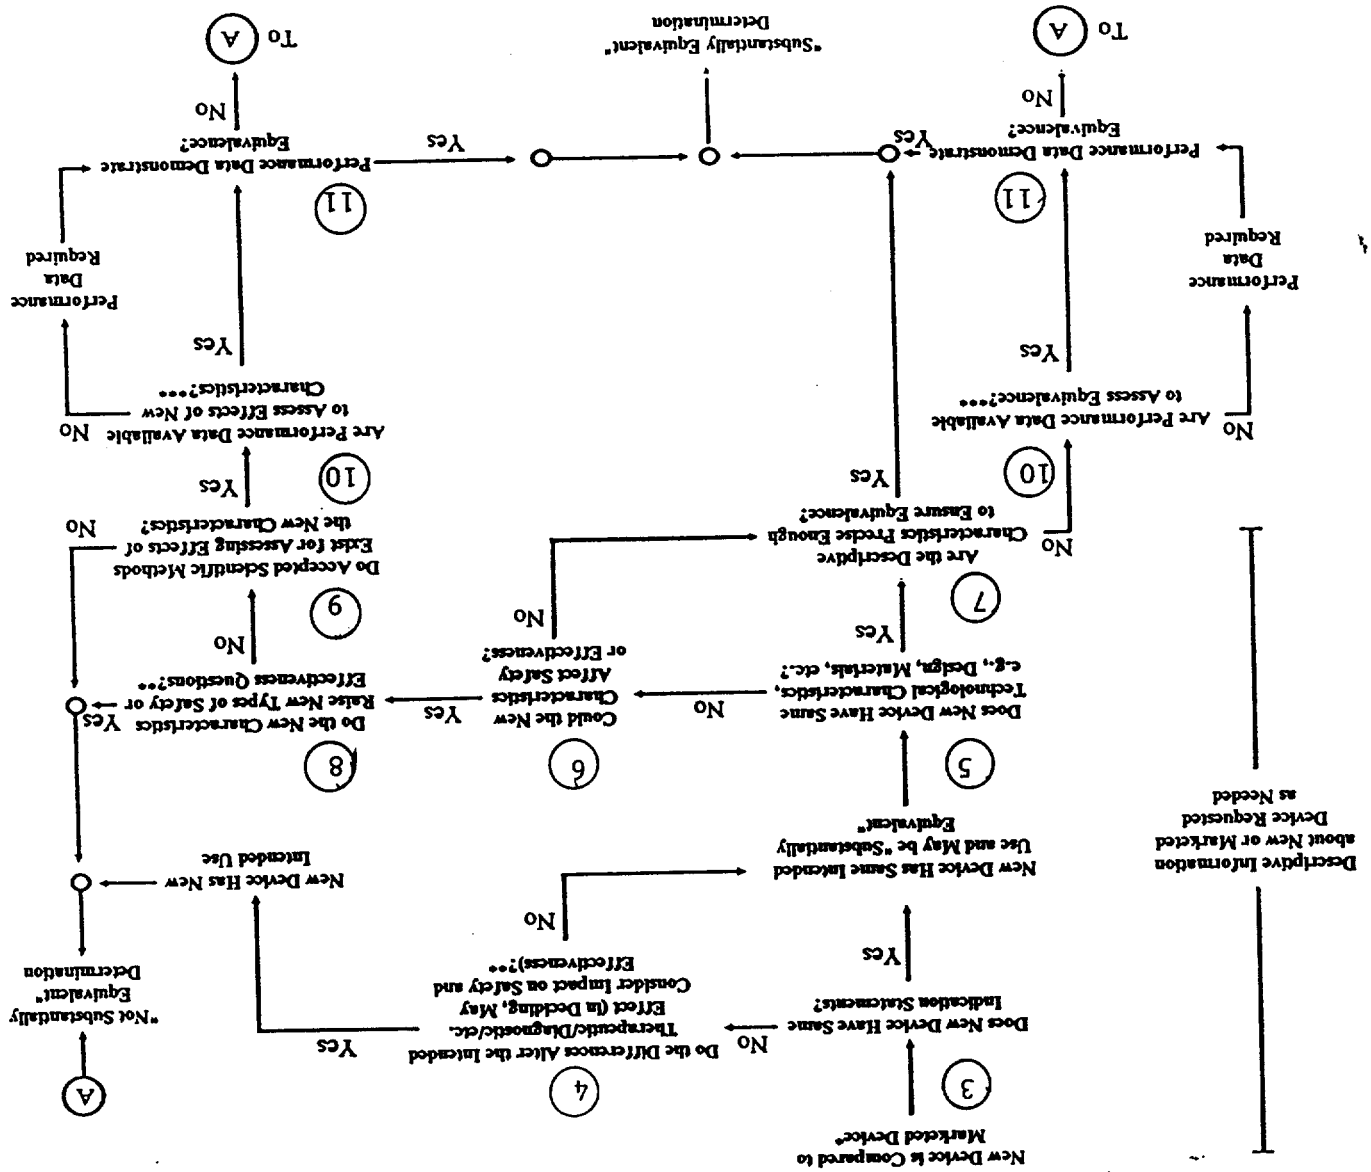 New Device is Compared to
Marketed Device*
3
Does New Device Have Same
Indication Statements?
No
Yes
4
Do the Differences Alter the Intended
Therapeutic/Diagnostic/etc.
Effect (in Deciding, May
Consider Impact on Safety and
Effectiveness)?**
Yes
No
A
"Not Substantially
Equivalent"
Determination
Descriptive Information
about New or Marketed
Device Requested
as Needed
New Device Has Same Intended
Use and May be "Substantially
Equivalent"
New Device Has New
Intended Use
5
Does New Device Have Same
Technological Characteristics,
e.g., Design, Materials, etc.?
No
Yes
6
Could the New
Characteristics
Affect Safety
or Effectiveness?
Yes
No
8
Do the New Characteristics
Raise New Types of Safety or
Effectiveness Questions?**
Yes
No
7
Are the Descriptive
Characteristics Precise Enough
to Ensure Equivalence?
No
Yes
9
Do Accepted Scientific Methods
Exist for Assessing Effects of
the New Characteristics?
No
Yes
10
Are Performance Data Available
to Assess Equivalence?***
No
Yes
10
Are Performance Data Available
to Assess Effects of New
Characteristics?***
No
Yes
Performance
Data
Required
Performance
Data
Required
11
Performance Data Demonstrate
Equivalence?
Yes
No
11
Performance Data Demonstrate
Equivalence?
Yes
No
To
A
"Substantially Equivalent"
Determination
To
A